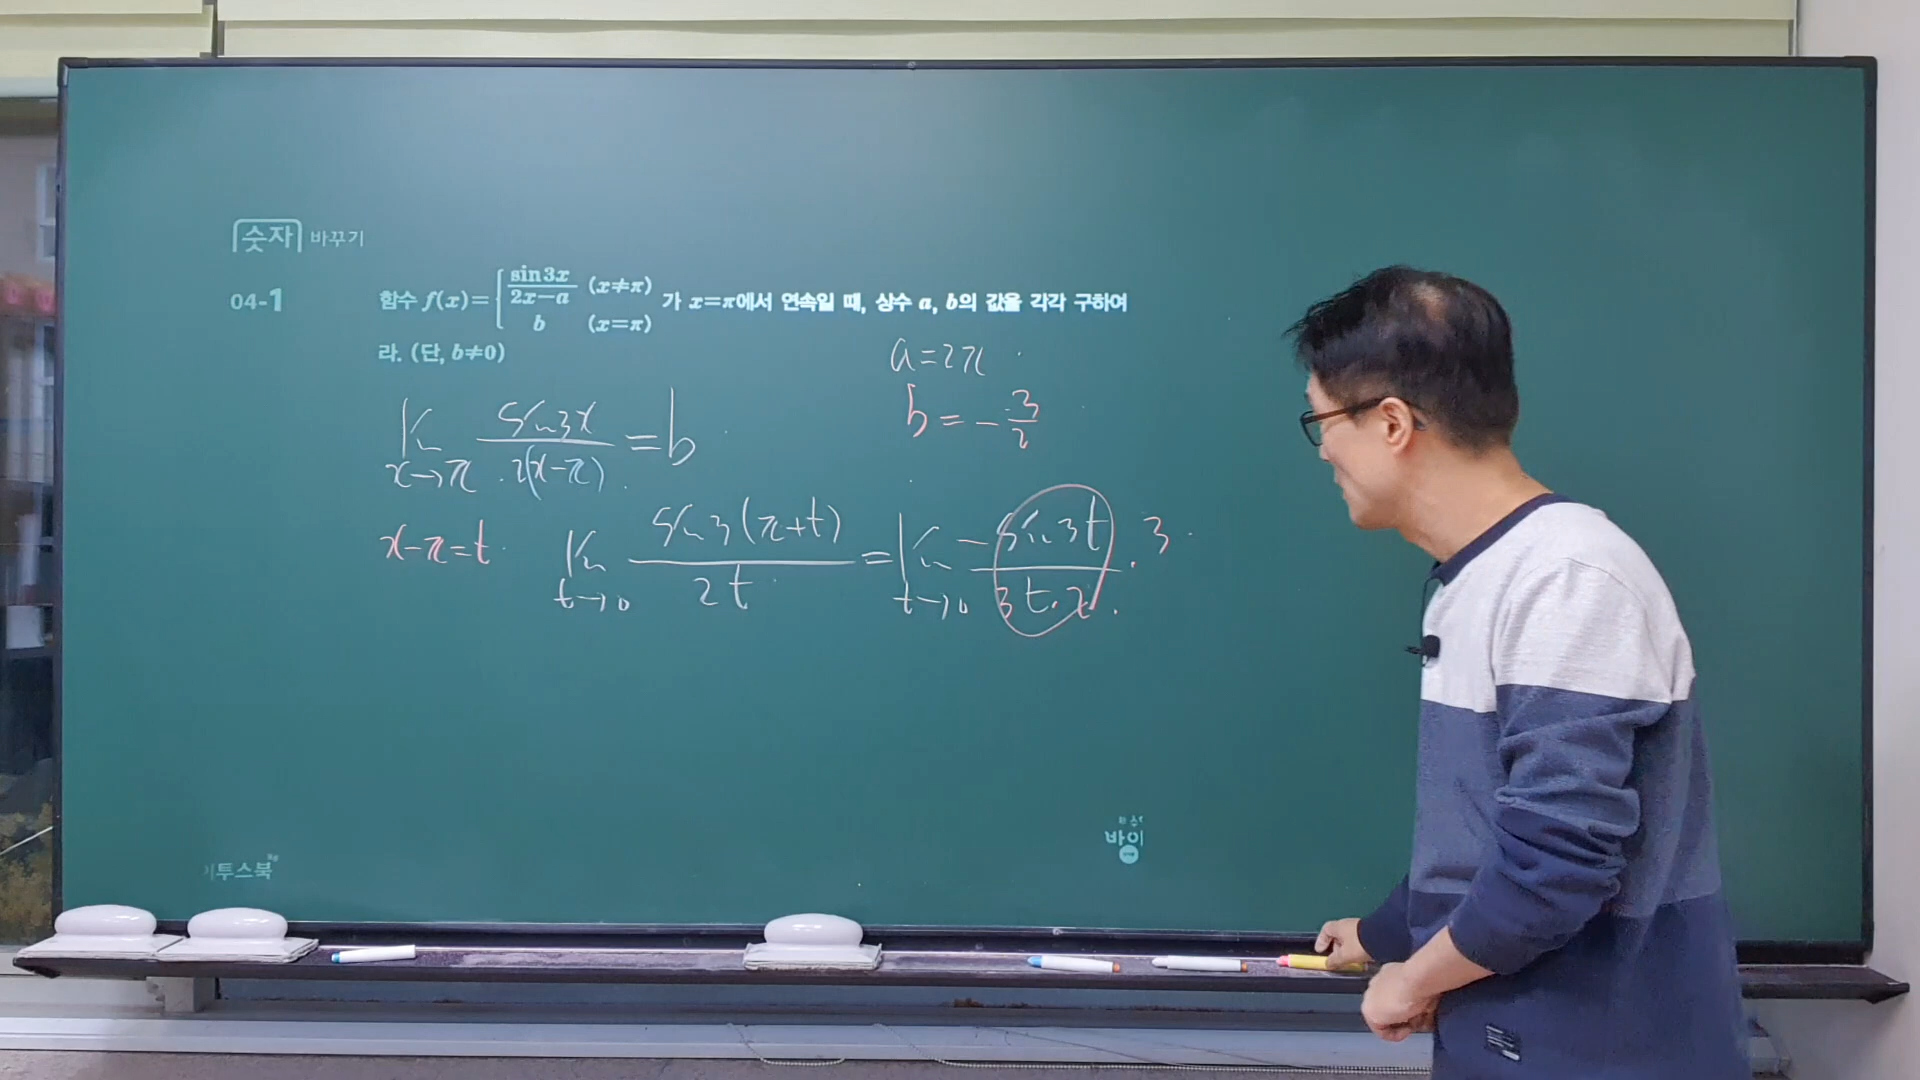 숫자 바꾸기
04-1 함수 f(x)= { sin3x/(2x-a) (x≠π) b (x=π) 가 x=π에서 연속일 때, 상수 a, b의 값을 각각 구하여
라. (단, b≠0)
a=2π
b=-3/2
lim x→π sin3x/2(x-π) = b
x-π=t lim t→0 sin3(π+t)/2t = lim t→0 -sin3t/3t·2 · 3
바이
이투스북